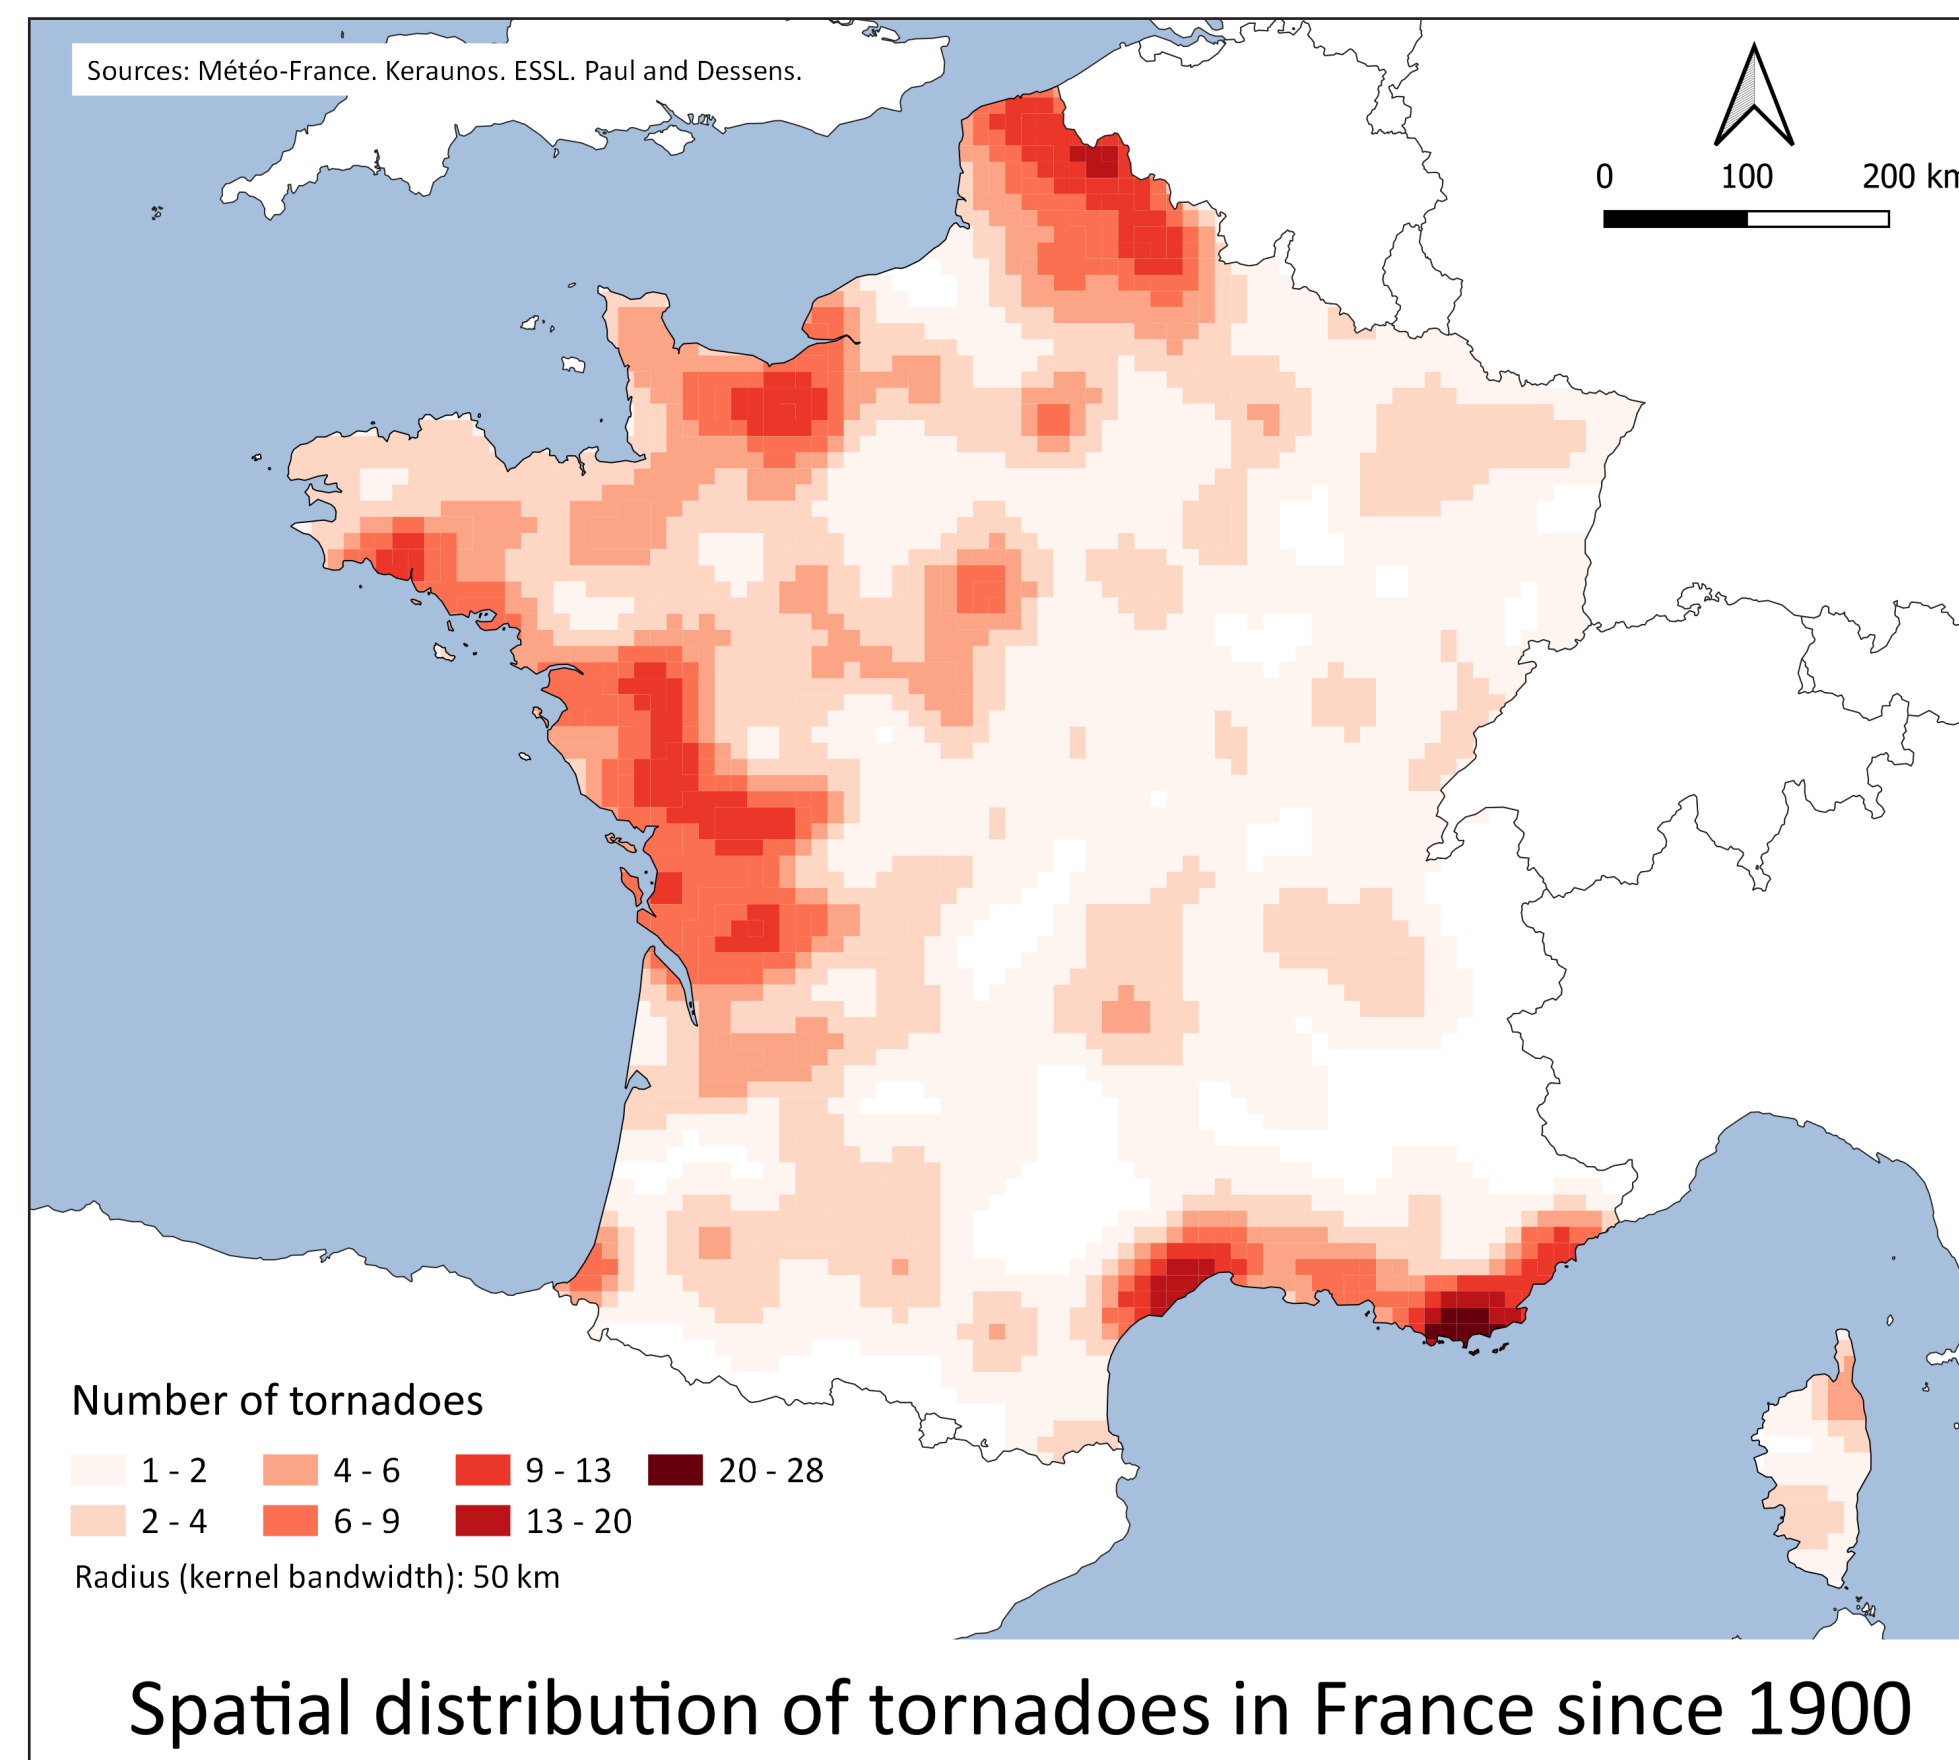 Sources: Météo-France. Keraunos. ESSL. Paul and Dessens.
0 100 200 km
Number of tornadoes
1 - 2 4 - 6 9 - 13 20 - 28
2 - 4 6 - 9 13 - 20
Radius (kernel bandwidth): 50 km
Spatial distribution of tornadoes in France since 1900